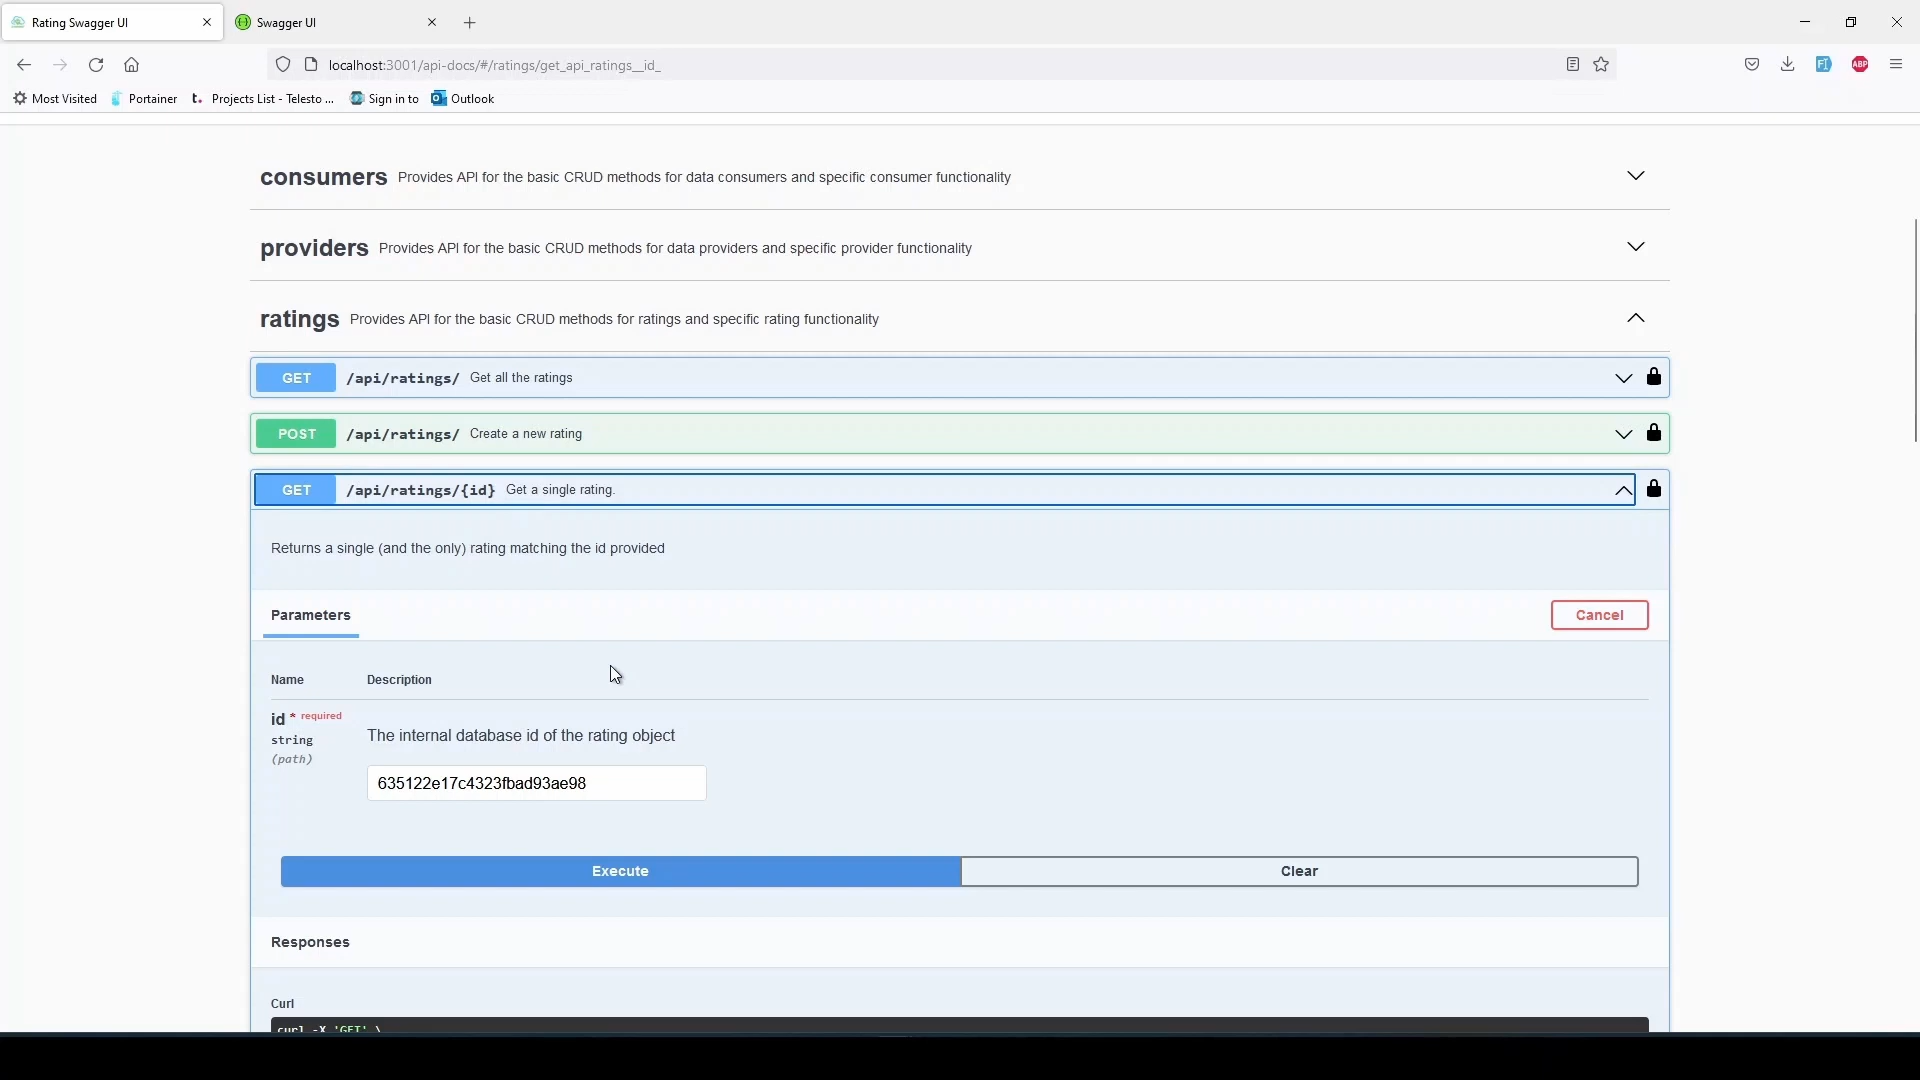 Rating Swagger UI
Swagger UI
localhost:3001/api-docs/#/ratings/get_api_ratings__id_
Most Visited
Portainer
Projects List - Telesto ...
Sign in to
Outlook
consumers Provides API for the basic CRUD methods for data consumers and specific consumer functionality
providers Provides API for the basic CRUD methods for data providers and specific provider functionality
ratings Provides API for the basic CRUD methods for ratings and specific rating functionality
GET /api/ratings/ Get all the ratings
POST /api/ratings/ Create a new rating
GET /api/ratings/{id} Get a single rating.
Returns a single (and the only) rating matching the id provided
Parameters
Cancel
Name Description
id * required
string
(path)
The internal database id of the rating object
635122e17c4323fbad93ae98
Execute
Clear
Responses
Curl
curl -X 'GET' \